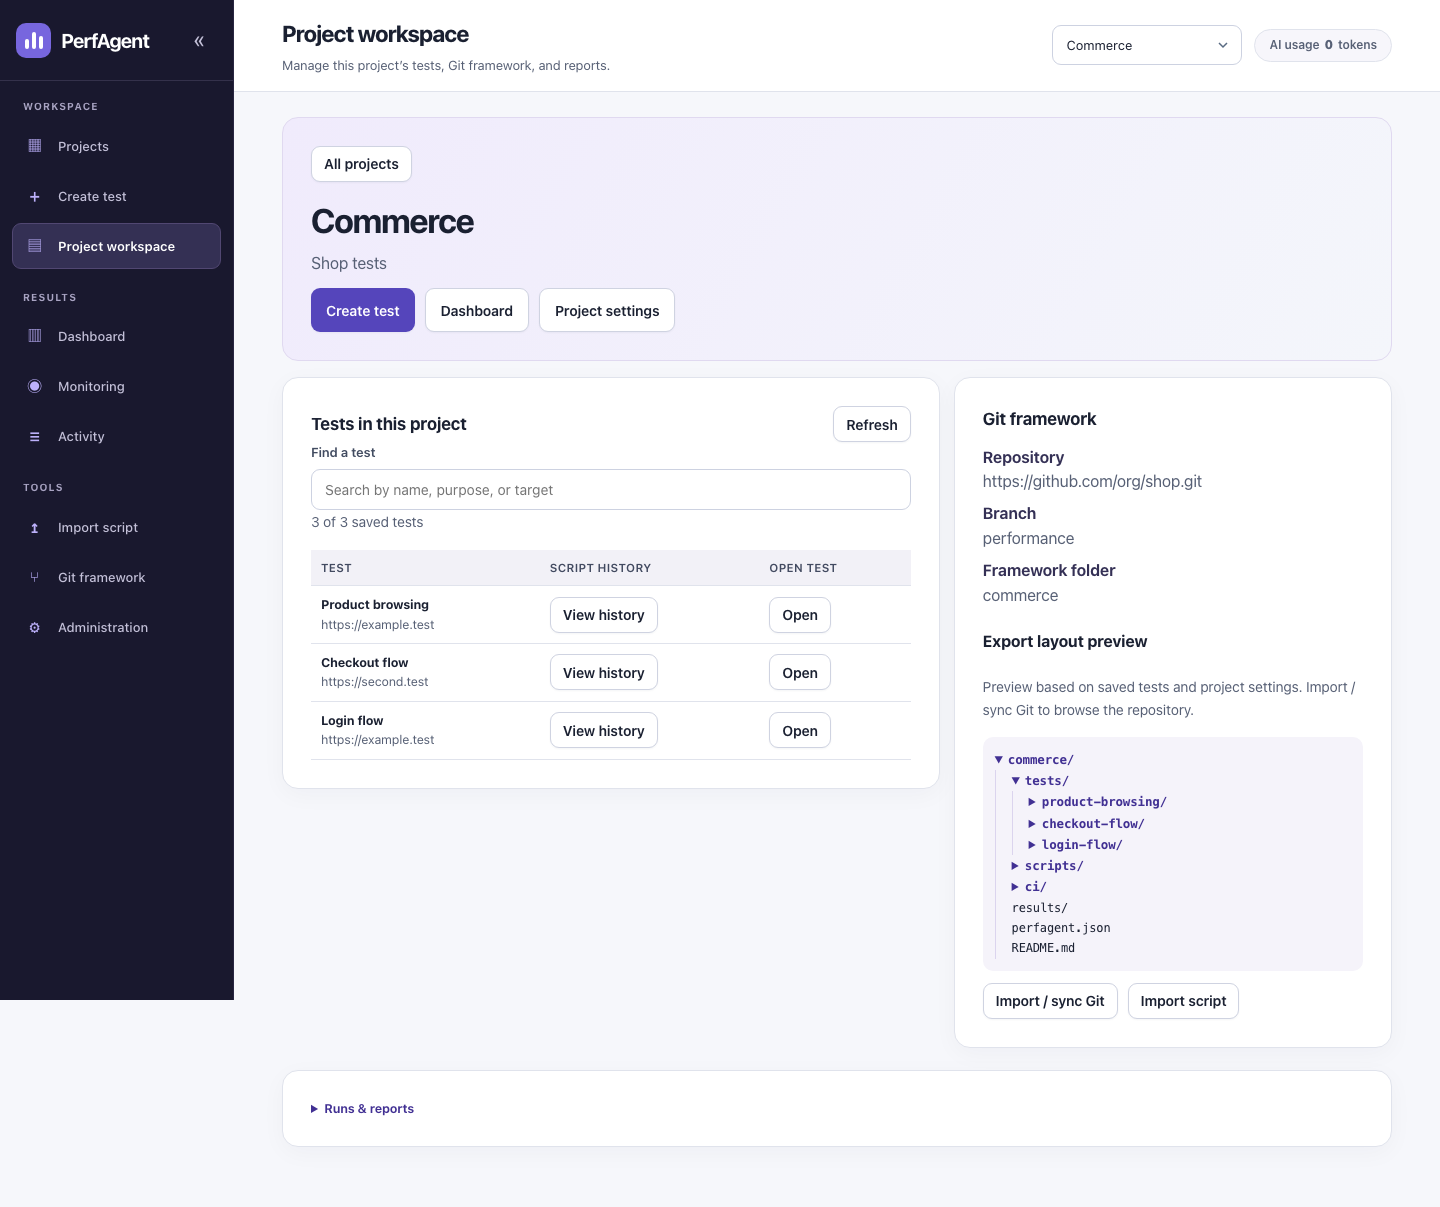 PerfAgent
«
WORKSPACE
Projects
Create test
Project workspace
RESULTS
Dashboard
Monitoring
Activity
TOOLS
Import script
Git framework
Administration
Project workspace
Manage this project's tests, Git framework, and reports.
Commerce
AI usage 0 tokens
All projects
Commerce
Shop tests
Create test
Dashboard
Project settings
Tests in this project
Refresh
Find a test
Search by name, purpose, or target
3 of 3 saved tests
TEST SCRIPT HISTORY OPEN TEST
Product browsing
https://example.test
View history
Open
Checkout flow
https://second.test
View history
Open
Login flow
https://example.test
View history
Open
Git framework
Repository
https://github.com/org/shop.git
Branch
performance
Framework folder
commerce
Export layout preview
Preview based on saved tests and project settings. Import /
sync Git to browse the repository.
commerce/
tests/
product-browsing/
checkout-flow/
login-flow/
scripts/
ci/
results/
perfagent.json
README.md
Import / sync Git
Import script
Runs & reports